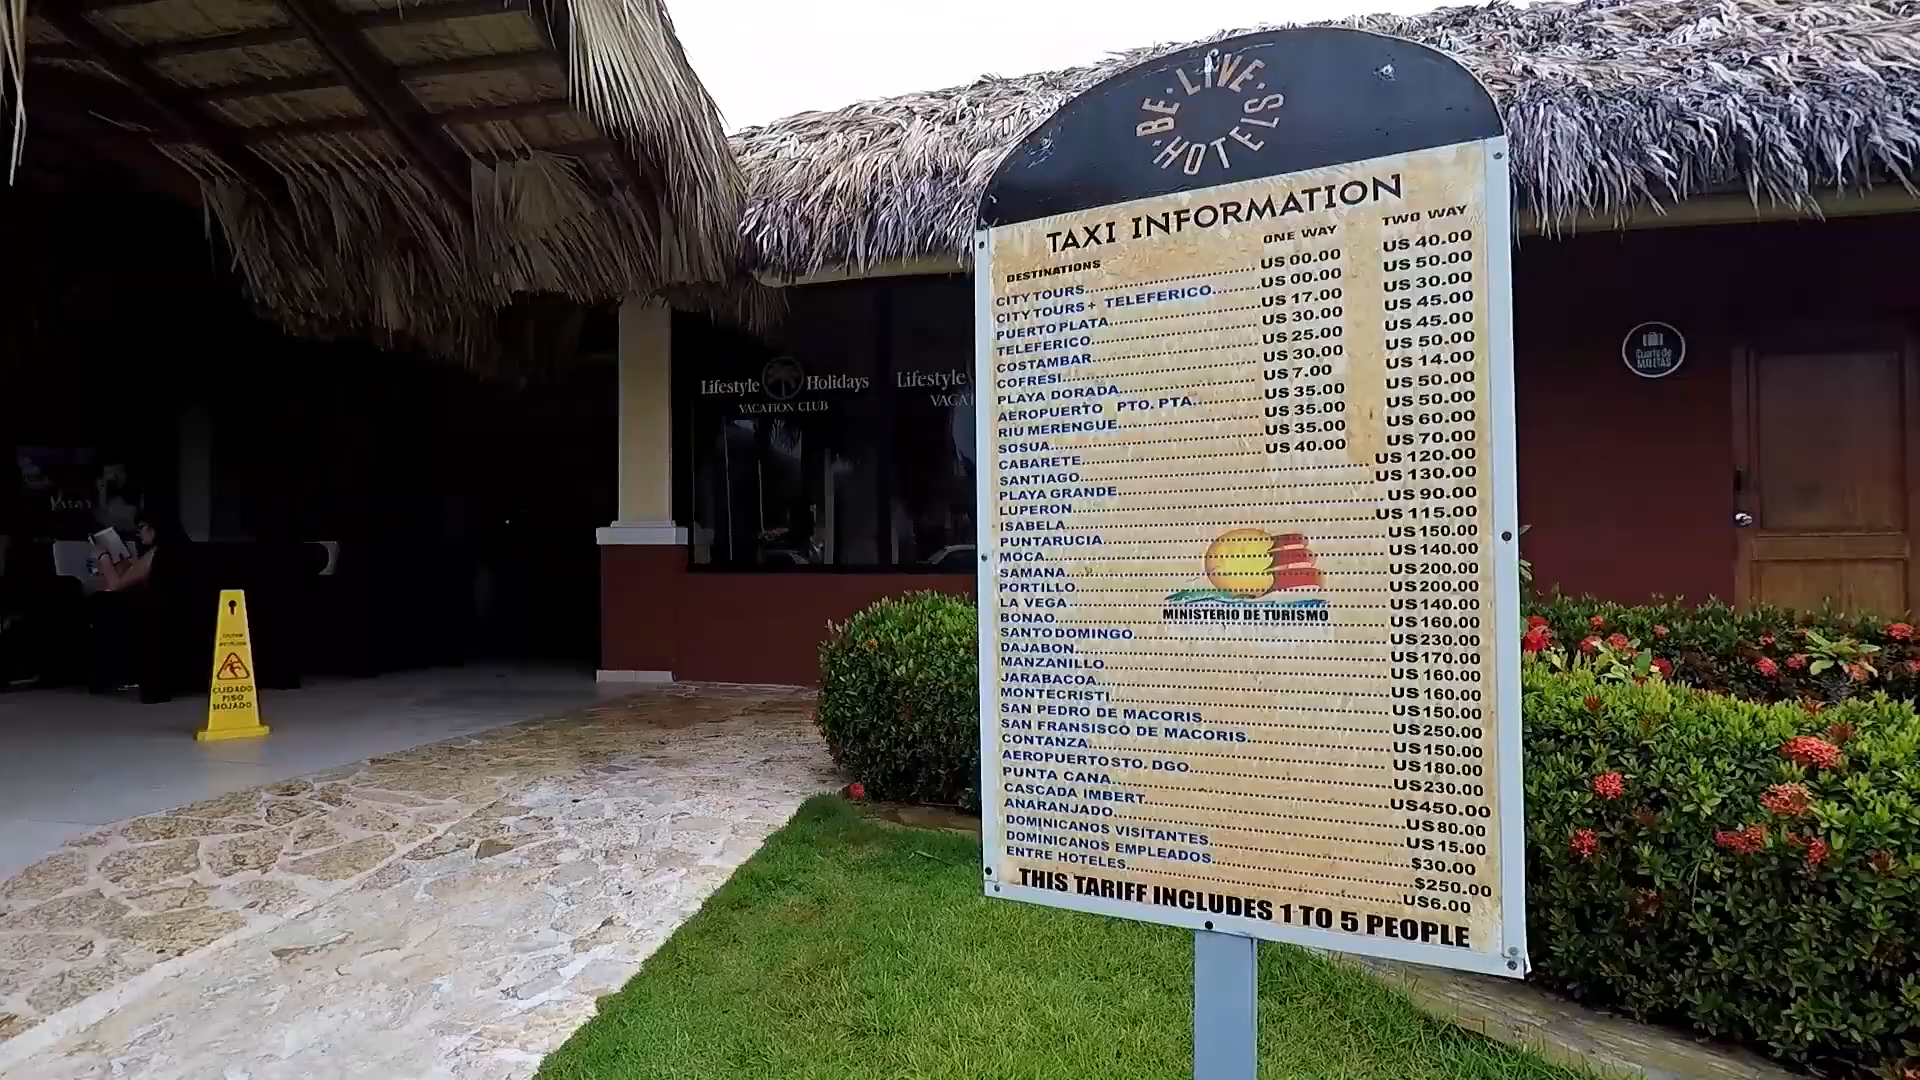 BE · LIVE ·
· HOTELS
TAXI INFORMATION
DESTINATIONS ONE WAY TWO WAY
CITY TOURS US 00.00 US 40.00
CITY TOURS + TELEFERICO US 00.00 US 50.00
PUERTO PLATA US 17.00 US 30.00
TELEFERICO US 30.00 US 45.00
COSTAMBAR US 25.00 US 45.00
COFRESI US 30.00 US 50.00
PLAYA DORADA US 7.00 US 14.00
AEROPUERTO PTO. PTA. US 35.00 US 50.00
RIU MERENGUE US 35.00 US 50.00
SOSUA US 35.00 US 60.00
CABARETE US 40.00 US 70.00
SANTIAGO US 120.00
PLAYA GRANDE US 130.00
LUPERON US 90.00
ISABELA US 115.00
PUNTARUCIA US 150.00
MOCA US 140.00
SAMANA US 200.00
PORTILLO US 200.00
LA VEGA US 140.00
BONAO US 160.00
SANTO DOMINGO US 230.00
DAJABON US 170.00
MANZANILLO US 160.00
JARABACOA US 160.00
MONTECRISTI US 150.00
SAN PEDRO DE MACORIS US 250.00
SAN FRANSISCO DE MACORIS US 150.00
CONTANZA US 180.00
AEROPUERTO STO. DGO US 230.00
PUNTA CANA US 450.00
CASCADA IMBERT US 80.00
ANARANJADO US 15.00
DOMINICANOS VISITANTES $30.00
DOMINICANOS EMPLEADOS $250.00
ENTRE HOTELES US6.00
MINISTERIO DE TURISMO
THIS TARIFF INCLUDES 1 TO 5 PEOPLE
Lifestyle Holidays
VACATION CLUB
Lifestyle
Cuarto de
MALETAS
CUIDADO
PISO
MOJADO